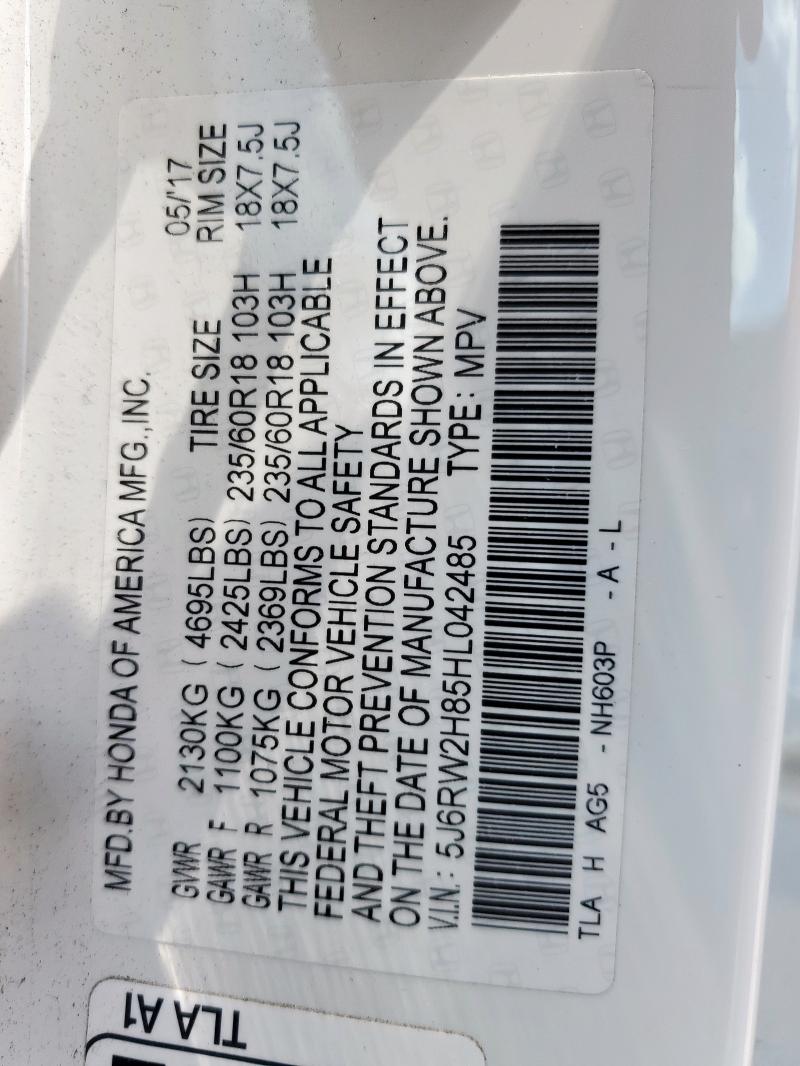 MFD.BY HONDA OF AMERICA MFG.,INC.
05/'17
GVWR 2130KG ( 4695LBS) TIRE SIZE RIM SIZE
GAWR F 1100KG ( 2425LBS) 235/60R18 103H 18X7.5J
GAWR R 1075KG ( 2369LBS) 235/60R18 103H 18X7.5J
THIS VEHICLE CONFORMS TO ALL APPLICABLE
FEDERAL MOTOR VEHICLE SAFETY
AND THEFT PREVENTION STANDARDS IN EFFECT
ON THE DATE OF MANUFACTURE SHOWN ABOVE.
V.I.N.: 5J6RW2H85HL042485 TYPE: MPV
TLA H AG5 -NH603P -A-L
TLA A1